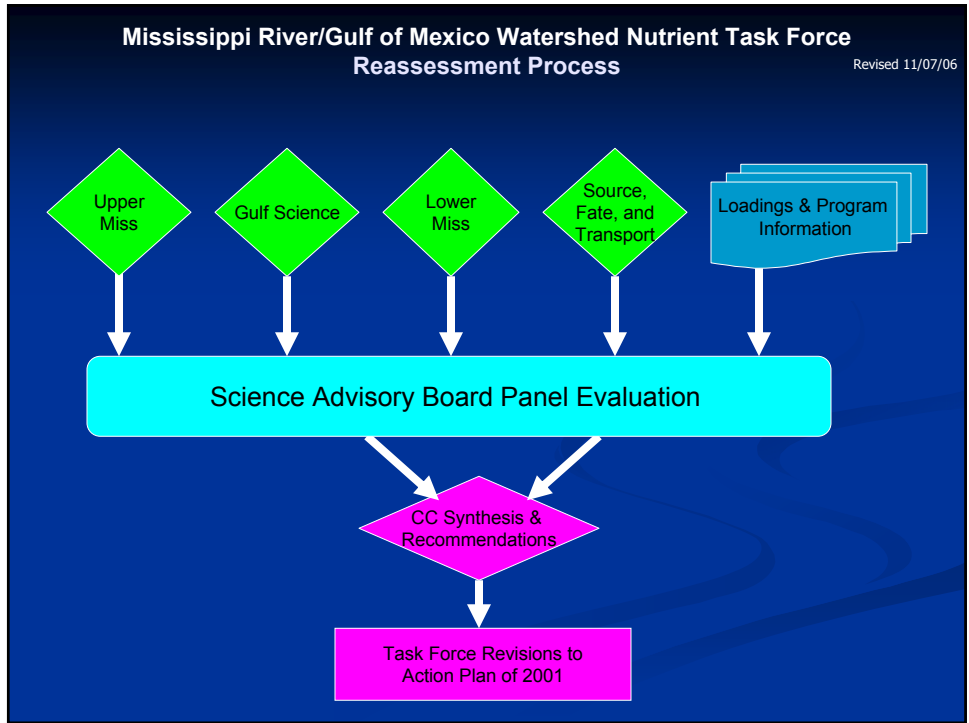 Mississippi River/Gulf of Mexico Watershed Nutrient Task Force
Reassessment Process
Revised 11/07/06
Upper
Miss
Gulf Science
Lower
Miss
Source,
Fate, and
Transport
Loadings & Program
Information
Science Advisory Board Panel Evaluation
CC Synthesis &
Recommendations
Task Force Revisions to
Action Plan of 2001